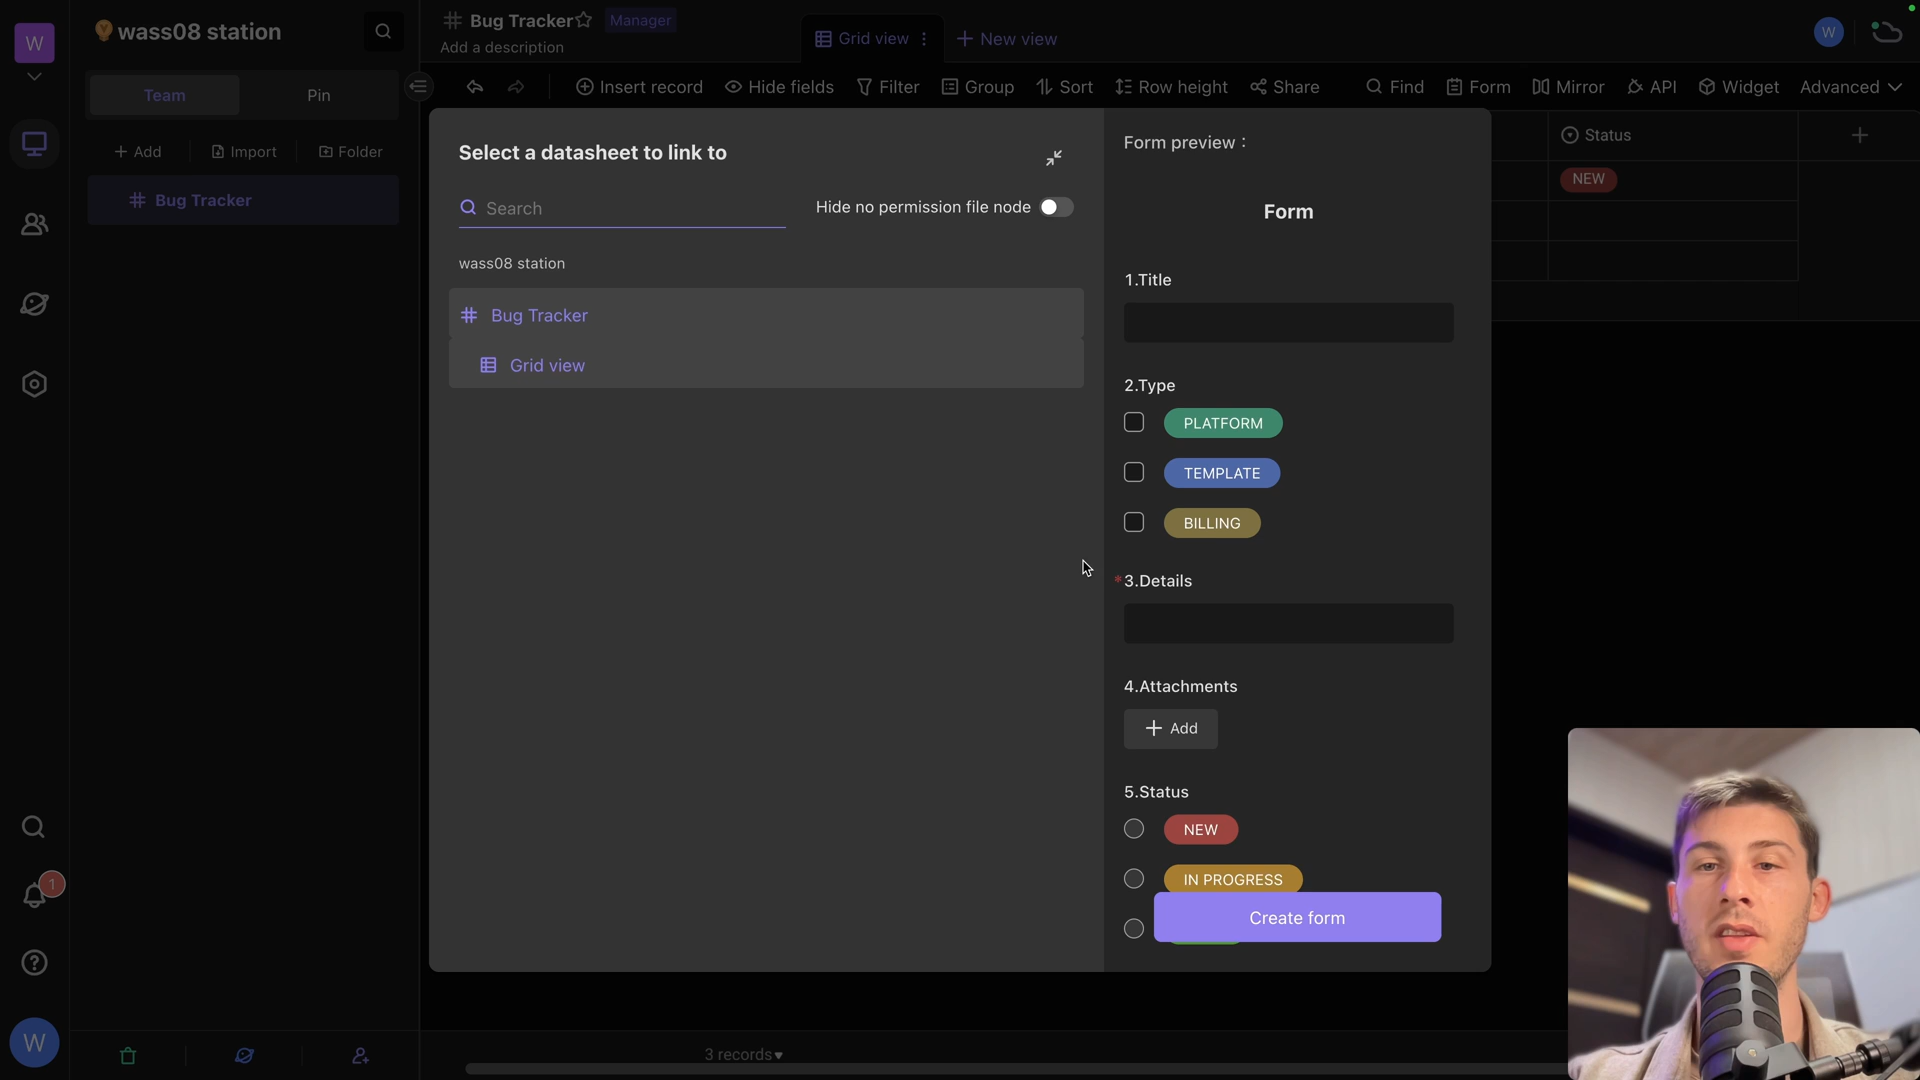 W
wass08 station
Team
Pin
Add
Import
Folder
Bug Tracker
Bug Tracker
Manager
Add a description
Grid view
New view
W
Insert record
Hide fields
Filter
Group
Sort
Row height
Share
Find
Form
Mirror
API
Widget
Advanced
Status
NEW
Select a datasheet to link to
Search
Hide no permission file node
wass08 station
Bug Tracker
Grid view
Form preview :
Form
1.Title
2.Type
PLATFORM
TEMPLATE
BILLING
*3.Details
4.Attachments
Add
5.Status
NEW
IN PROGRESS
Create form
1
W
3 records